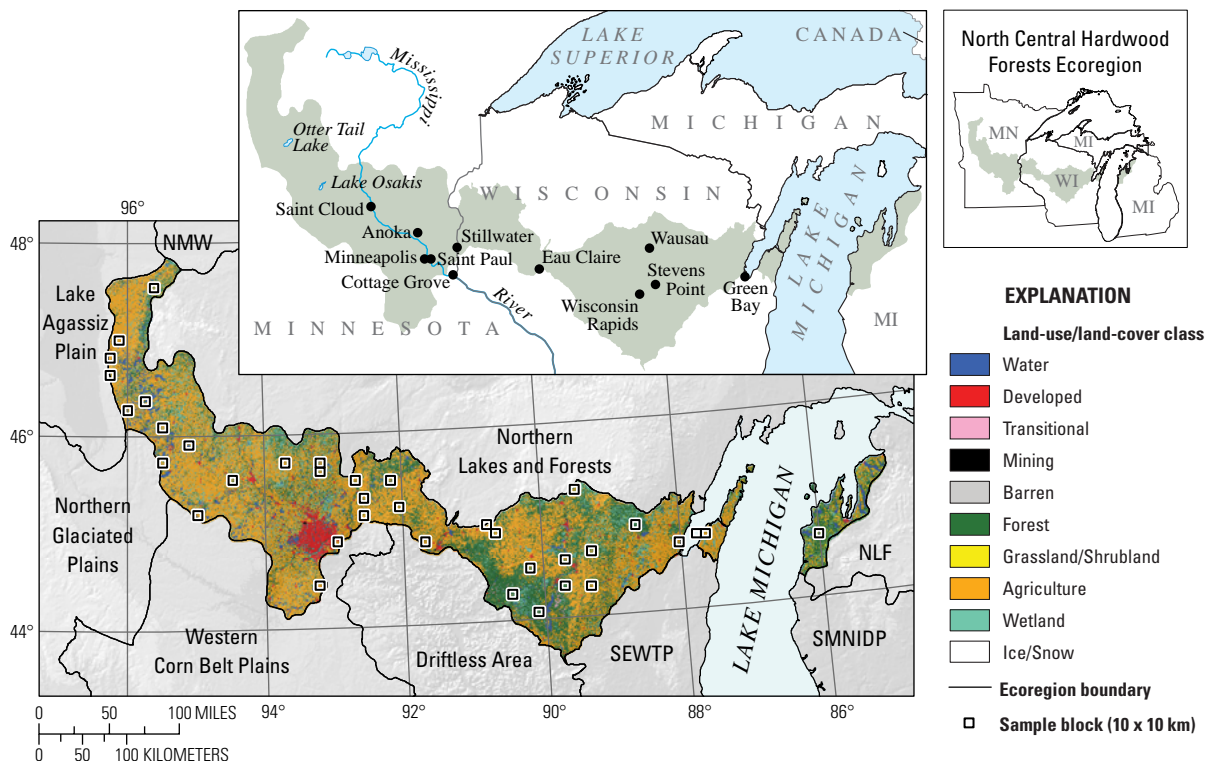 LAKE
SUPERIOR
CANADA
Mississippi
MICHIGAN
Otter Tail
Lake
Lake Osakis
WISCONSIN
Saint Cloud
Anoka
Stillwater
Wausau
Minneapolis
Saint Paul
Eau Claire
Stevens
Point
Cottage Grove
Green
Bay
River
Wisconsin
Rapids
MINNESOTA
LAKE
MICHIGAN
MI
North Central Hardwood
Forests Ecoregion
MN
MI
WI
MI
96°
48°
NMW
Lake
Agassiz
Plain
46°
Northern
Lakes and Forests
Northern
Glaciated
Plains
LAKE MICHIGAN
NLF
44°
Western
Corn Belt Plains
Driftless Area
SEWTP
SMNIDP
94°
92°
90°
88°
86°
0 50 100 MILES
0 50 100 KILOMETERS
EXPLANATION
Land-use/land-cover class
Water
Developed
Transitional
Mining
Barren
Forest
Grassland/Shrubland
Agriculture
Wetland
Ice/Snow
Ecoregion boundary
Sample block (10 x 10 km)